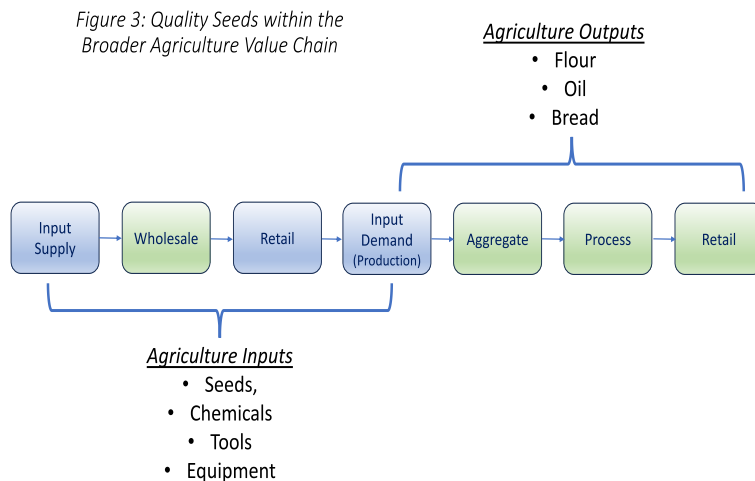 Figure 3: Quality Seeds within the
Broader Agriculture Value Chain
Agriculture Outputs
• Flour
• Oil
• Bread
Input
Supply
Wholesale
Retail
Input
Demand
(Production)
Aggregate
Process
Retail
Agriculture Inputs
• Seeds,
• Chemicals
• Tools
• Equipment